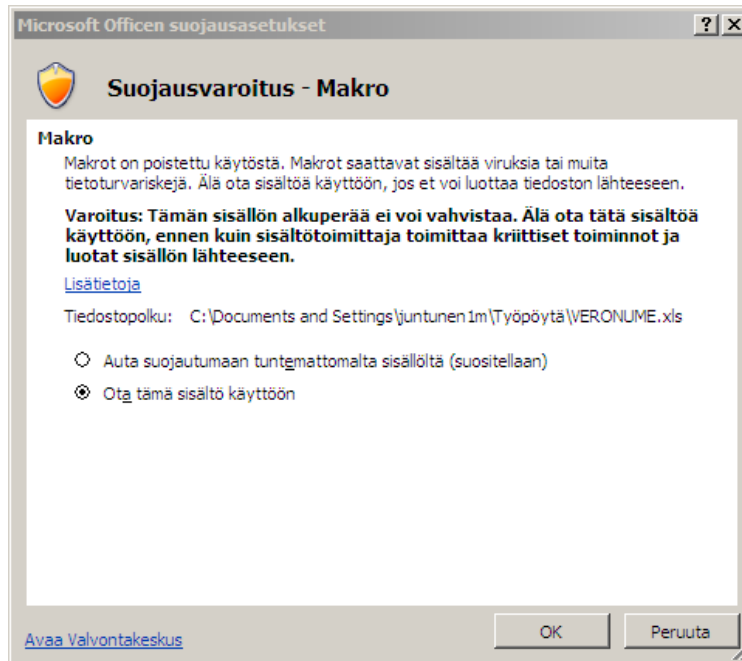 Microsoft Officen suojausasetukset
Suojausvaroitus - Makro
Makro
Makrot on poistettu käytöstä. Makrot saattavat sisältää viruksia tai muita
tietoturvariskejä. Älä ota sisältöä käyttöön, jos et voi luottaa tiedoston lähteeseen.
Varoitus: Tämän sisällön alkuperää ei voi vahvistaa. Älä ota tätä sisältöä
käyttöön, ennen kuin sisältötoimittaja toimittaa kriittiset toiminnot ja
luotat sisällön lähteeseen.
Lisätietoja
Tiedostopolku: C:\Documents and Settings\juntunen1m\Työpöytä\VERONUME.xls
Auta suojautumaan tuntemattomalta sisällöltä (suositellaan)
Ota tämä sisältö käyttöön
Avaa Valvontakeskus
OK
Peruuta